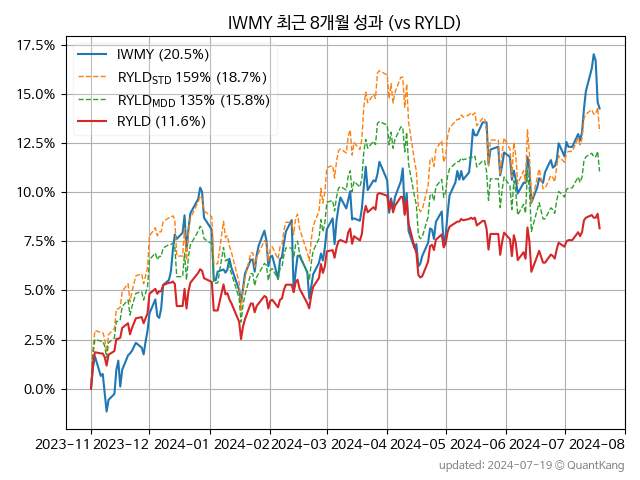 IWMY 최근 8개월 성과 (vs RYLD)
17.5%
15.0%
12.5%
10.0%
7.5%
5.0%
2.5%
0.0%
IWMY (20.5%)
RYLD_STD 159% (18.7%)
RYLD_MDD 135% (15.8%)
RYLD (11.6%)
2023-11 2023-12 2024-01 2024-02 2024-03 2024-04 2024-05 2024-06 2024-07 2024-08
updated: 2024-07-19 © QuantKang